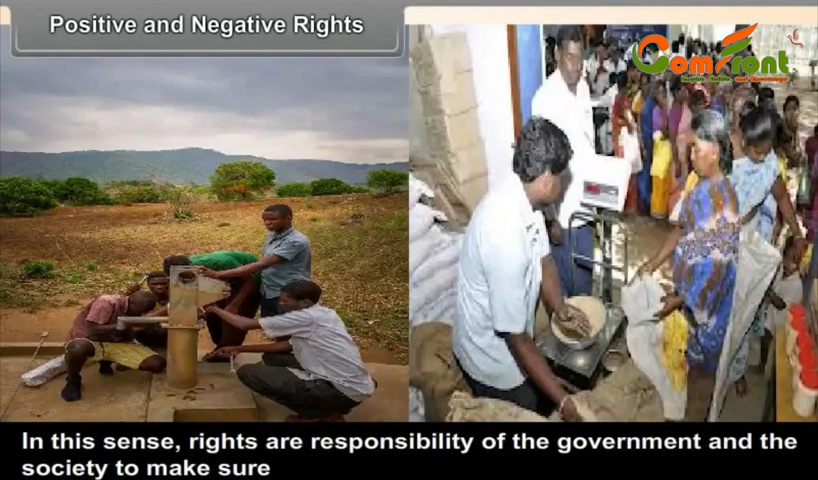 Positive and Negative Rights
ComFront
In this sense, rights are responsibility of the government and the
society to make sure